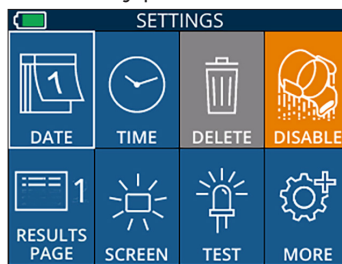 SETTINGS
1
DATE
TIME
DELETE
DISABLE
1
RESULTS
PAGE
SCREEN
TEST
MORE